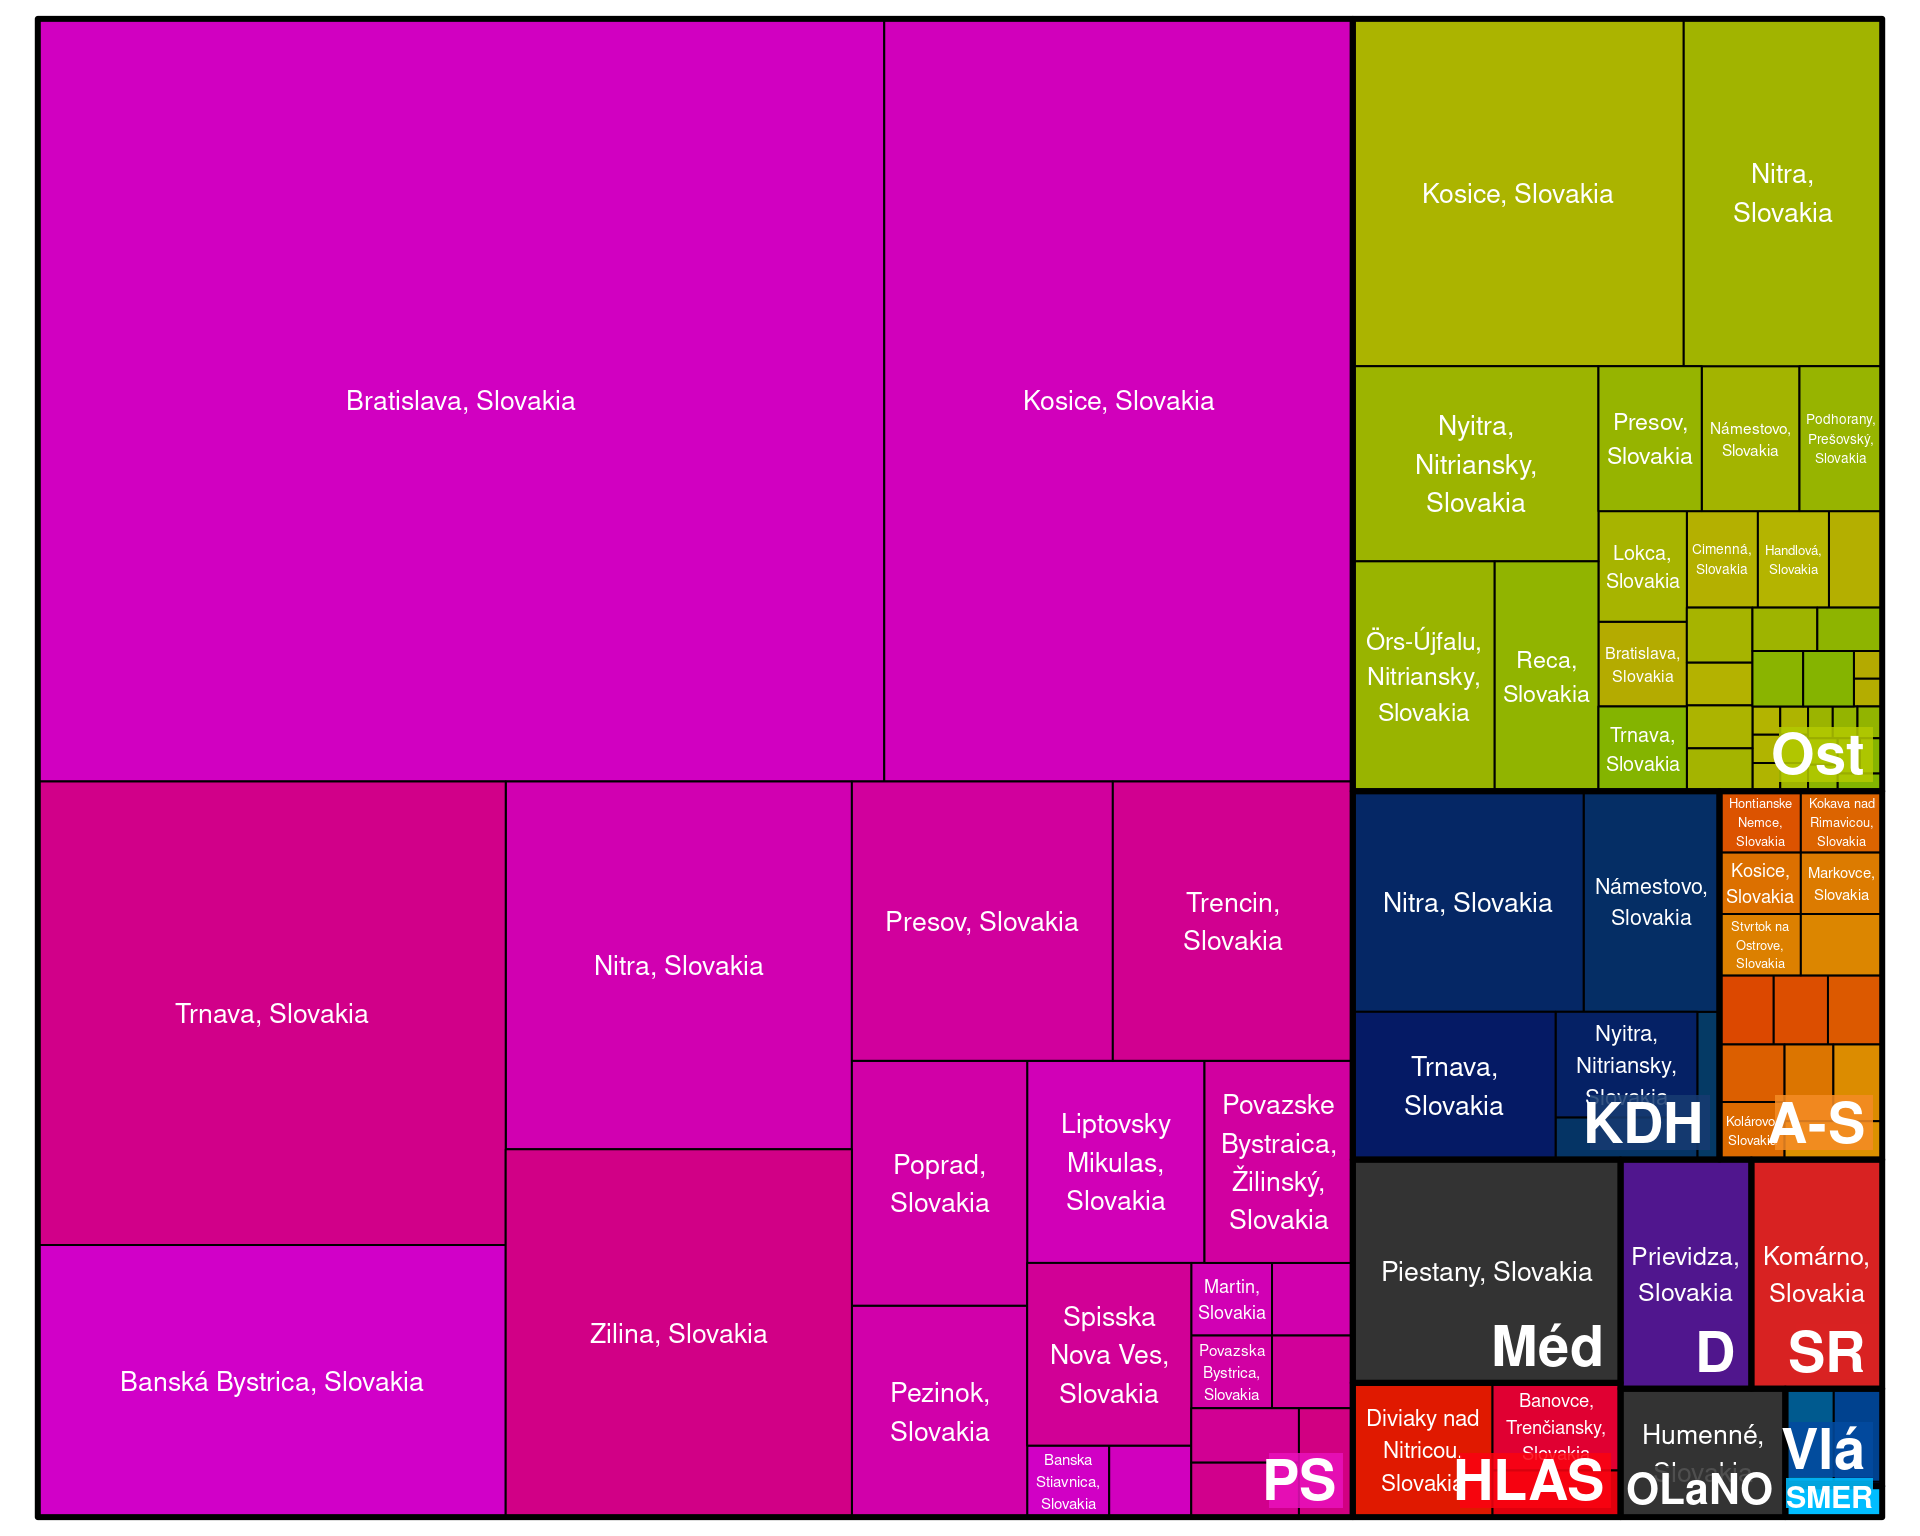 Bratislava, Slovakia
Kosice, Slovakia
Trnava, Slovakia
Banská Bystrica, Slovakia
Nitra, Slovakia
Zilina, Slovakia
Presov, Slovakia
Trencin,
Slovakia
Poprad,
Slovakia
Pezinok,
Slovakia
Liptovsky
Mikulas,
Slovakia
Povazske
Bystraica,
Žilinský,
Slovakia
Spisska
Nova Ves,
Slovakia
Martin,
Slovakia
Povazska
Bystrica,
Slovakia
Banska
Stiavnica,
Slovakia
PS
Kosice, Slovakia
Nitra,
Slovakia
Nyitra,
Nitriansky,
Slovakia
Presov,
Slovakia
Námestovo,
Slovakia
Podhorany,
Prešovský,
Slovakia
Örs-Újfalu,
Nitriansky,
Slovakia
Reca,
Slovakia
Lokca,
Slovakia
Cimenná,
Slovakia
Handlová,
Slovakia
Bratislava,
Slovakia
Trnava,
Slovakia
Ost
Nitra, Slovakia
Námestovo,
Slovakia
Trnava,
Slovakia
Nyitra,
Nitriansky,
Slovakia
KDH
Hontianske
Nemce,
Slovakia
Kokava nad
Rimavicou,
Slovakia
Kosice,
Slovakia
Markovce,
Slovakia
Stvrtok na
Ostrove,
Slovakia
Kolárovo,
Slovakia
A-S
Piestany, Slovakia
Méd
Prievidza,
Slovakia
D
Komárno,
Slovakia
SR
Diviaky nad
Nitricou,
Slovakia
Banovce,
Trenčiansky,
Slovakia
HLAS
Humenné,
Slovakia
OLaNO
Vlá
SMER